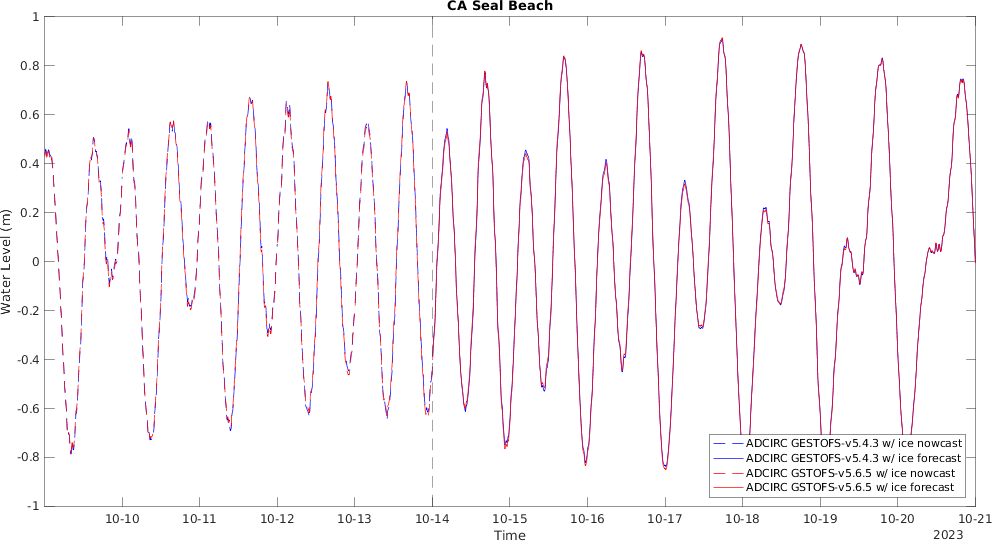 CA Seal Beach
1
0.8
0.6
0.4
0.2
0
-0.2
-0.4
-0.6
-0.8
-1
Water Level (m)
10-10 10-11 10-12 10-13 10-14 10-15 10-16 10-17 10-18 10-19 10-20 10-21
Time
2023
ADCIRC GESTOFS-v5.4.3 w/ ice nowcast
ADCIRC GESTOFS-v5.4.3 w/ ice forecast
ADCIRC GSTOFS-v5.6.5 w/ ice nowcast
ADCIRC GSTOFS-v5.6.5 w/ ice forecast